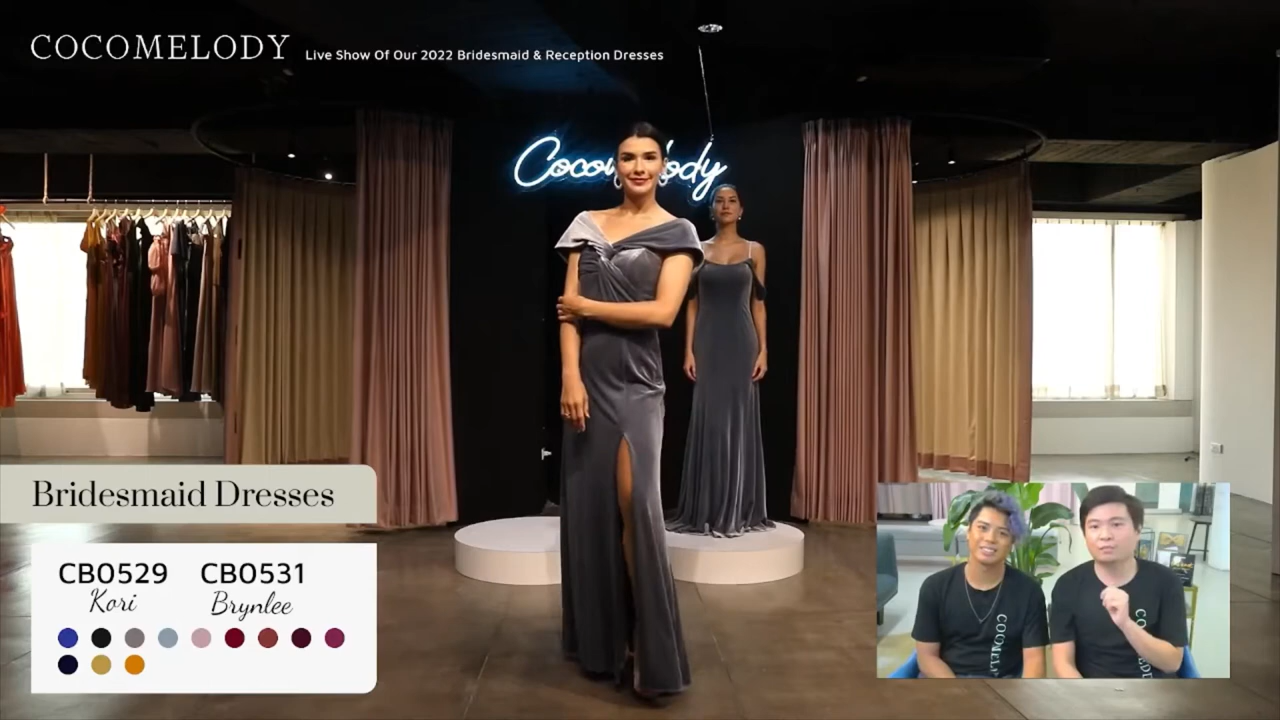 COCOMELODY
Live Show Of Our 2022 Bridesmaid & Reception Dresses
Bridesmaid Dresses
CB0529 CB0531
Kori Brynlee